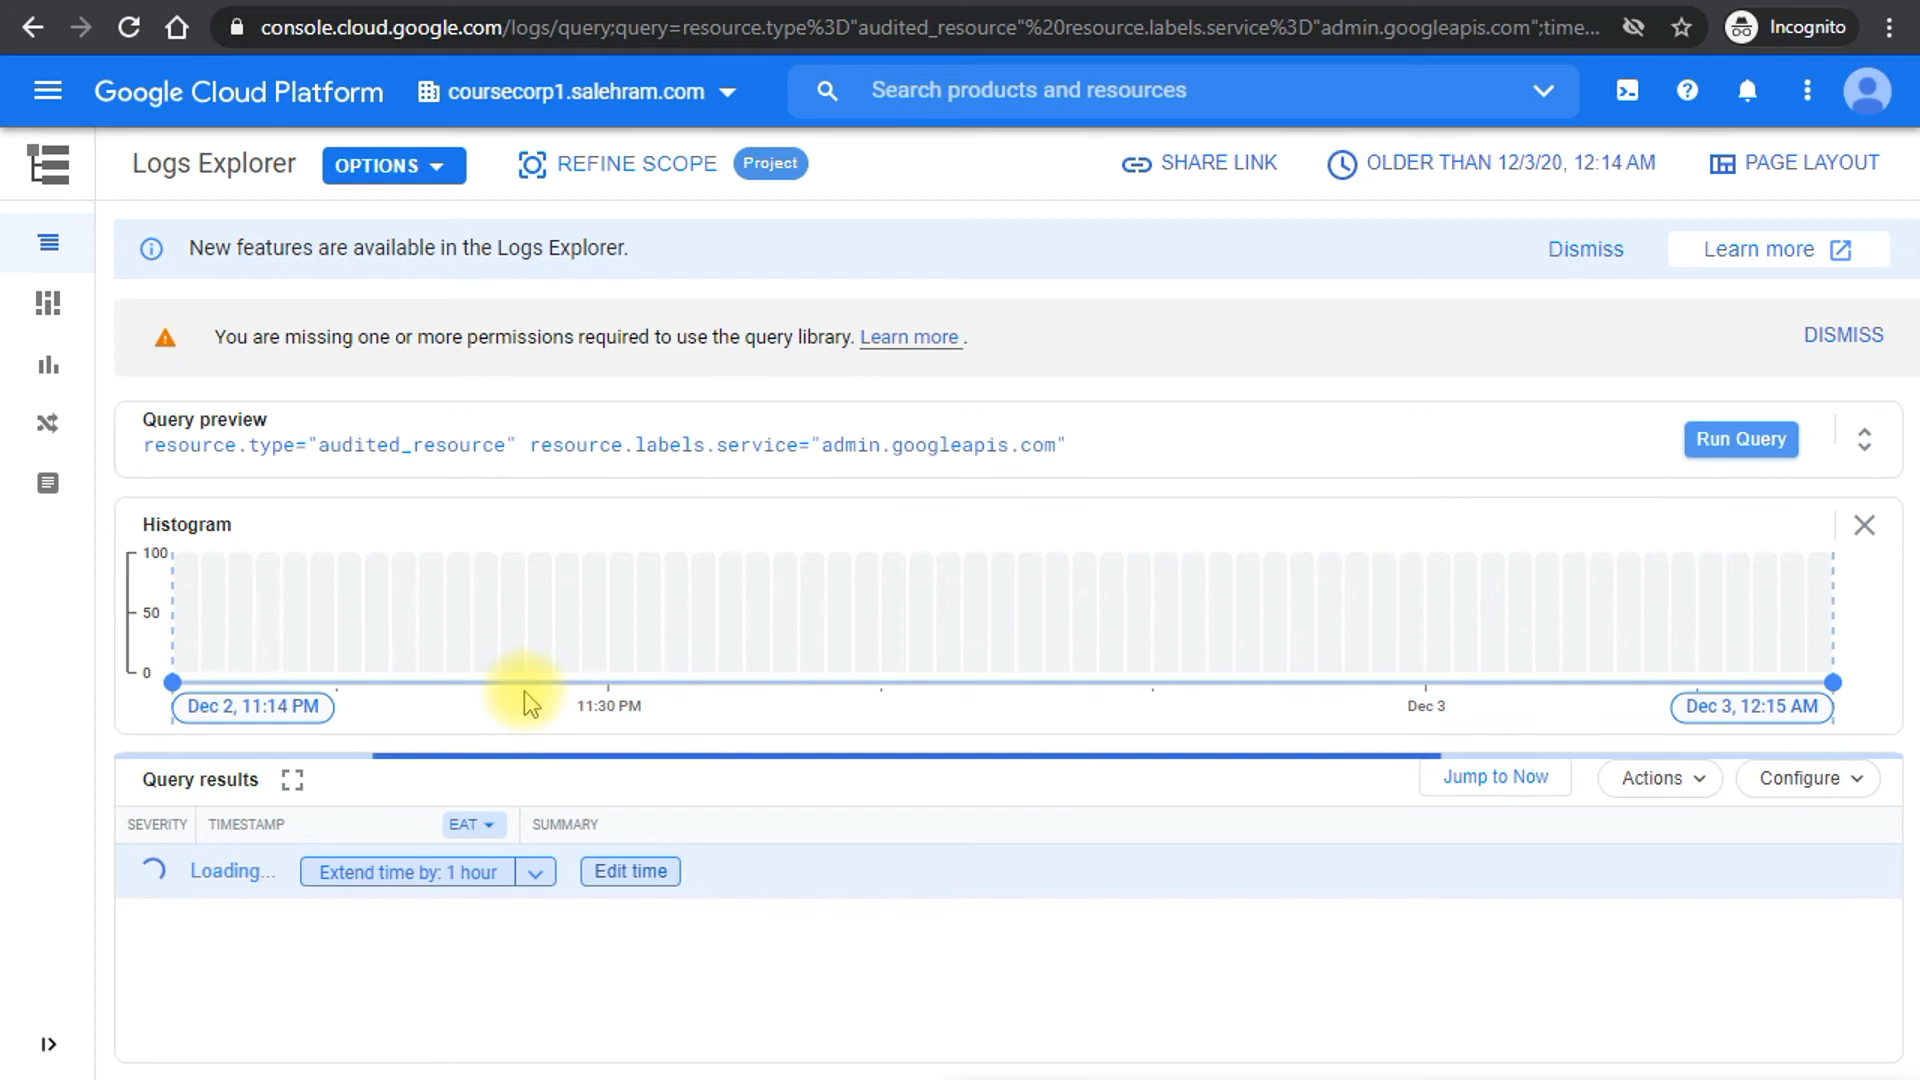 console.cloud.google.com/logs/query;query=resource.type%3D"audited_resource"%20resource.labels.service%3D"admin.googleapis.com";time...
Incognito
Google Cloud Platform
coursecorp1.salehram.com
Search products and resources
Logs Explorer
OPTIONS
REFINE SCOPE
Project
SHARE LINK
OLDER THAN 12/3/20, 12:14 AM
PAGE LAYOUT
New features are available in the Logs Explorer.
Dismiss
Learn more
You are missing one or more permissions required to use the query library. Learn more .
DISMISS
Query preview
resource.type="audited_resource" resource.labels.service="admin.googleapis.com"
Run Query
Histogram
100
50
0
Dec 2, 11:14 PM
11:30 PM
Dec 3
Dec 3, 12:15 AM
Query results
Jump to Now
Actions
Configure
SEVERITY
TIMESTAMP
EAT
SUMMARY
Loading...
Extend time by: 1 hour
Edit time